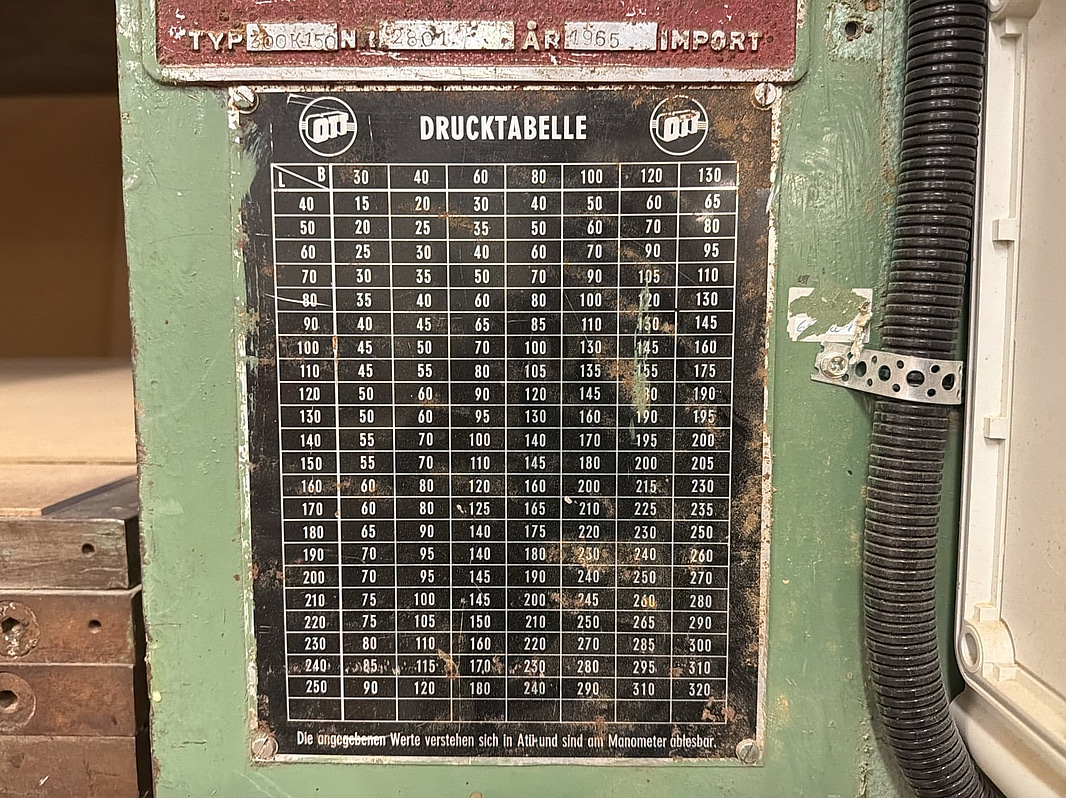 TYP 300K150 NR 2801. ÅR 1965 IMPORT
OTT DRUCKTABELLE OTT
L B 30 40 60 80 100 120 130
40 15 20 30 40 50 60 65
50 20 25 35 50 60 70 80
60 25 30 40 60 70 90 95
70 30 35 50 70 90 105 110
80 35 40 60 80 100 120 130
90 40 45 65 85 110 130 145
100 45 50 70 100 130 145 160
110 45 55 80 105 135 155 175
120 50 60 90 120 145 80 190
130 50 60 95 130 160 190 195
140 55 70 100 140 170 195 200
150 55 70 110 145 180 200 205
160 60 80 120 160 200 215 230
170 60 80 125 165 210 225 235
180 65 90 140 175 220 230 250
190 70 95 140 180 230 240 260
200 70 95 145 190 240 250 270
210 75 100 145 200 245 260 280
220 75 105 150 210 250 265 290
230 80 110 160 220 270 285 300
240 85 115 170 230 280 295 310
250 90 120 180 240 290 310 320
Die angegebenen Werte verstehen sich in Atü und sind am Manometer ablesbar.